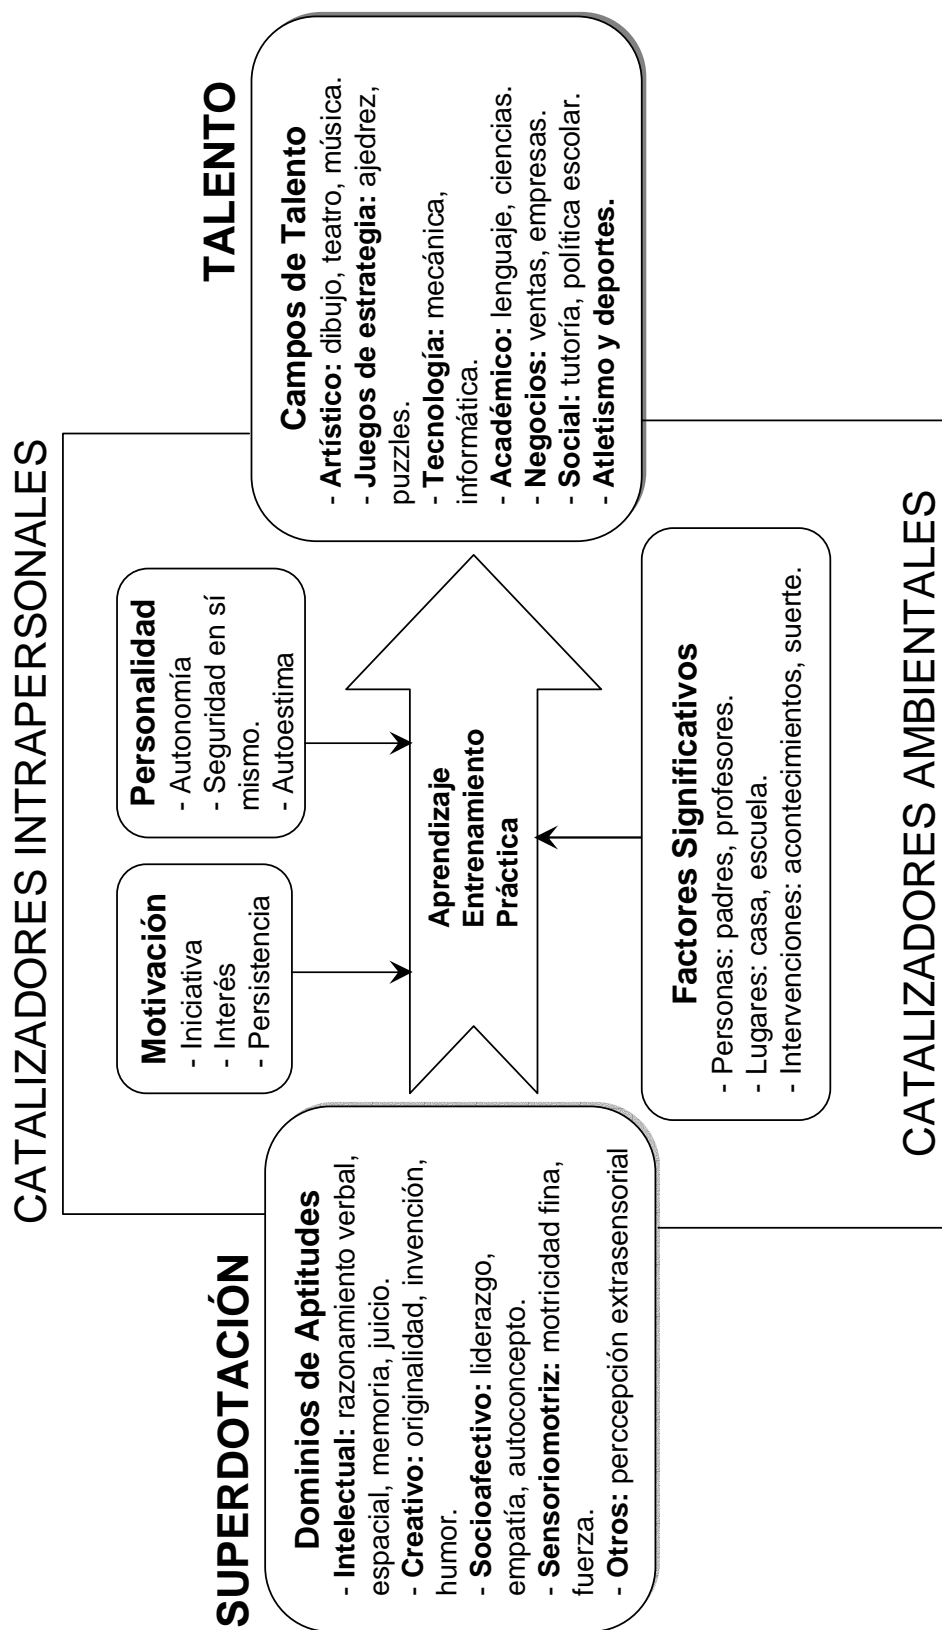 CATALIZADORES INTRAPERSONALES
SUPERDOTACIÓN
TALENTO
Dominios de Aptitudes
- Intelectual: razonamiento verbal,
espacial, memoria, juicio.
- Creativo: originalidad, invención,
humor.
- Socioafectivo: liderazgo,
empatía, autoconcepto.
- Sensoriomotriz: motricidad fina,
fuerza.
- Otros: perccepción extrasensorial
Motivación
- Iniciativa
- Interés
- Persistencia
Personalidad
- Autonomía
- Seguridad en sí
mismo.
- Autoestima
Aprendizaje
Entrenamiento
Práctica
Factores Significativos
- Personas: padres, profesores.
- Lugares: casa, escuela.
- Intervenciones: acontecimientos, suerte.
Campos de Talento
- Artístico: dibujo, teatro, música.
- Juegos de estrategia: ajedrez,
puzzles.
- Tecnología: mecánica,
informática.
- Académico: lenguaje, ciencias.
- Negocios: ventas, empresas.
- Social: tutoría, política escolar.
- Atletismo y deportes.
CATALIZADORES AMBIENTALES